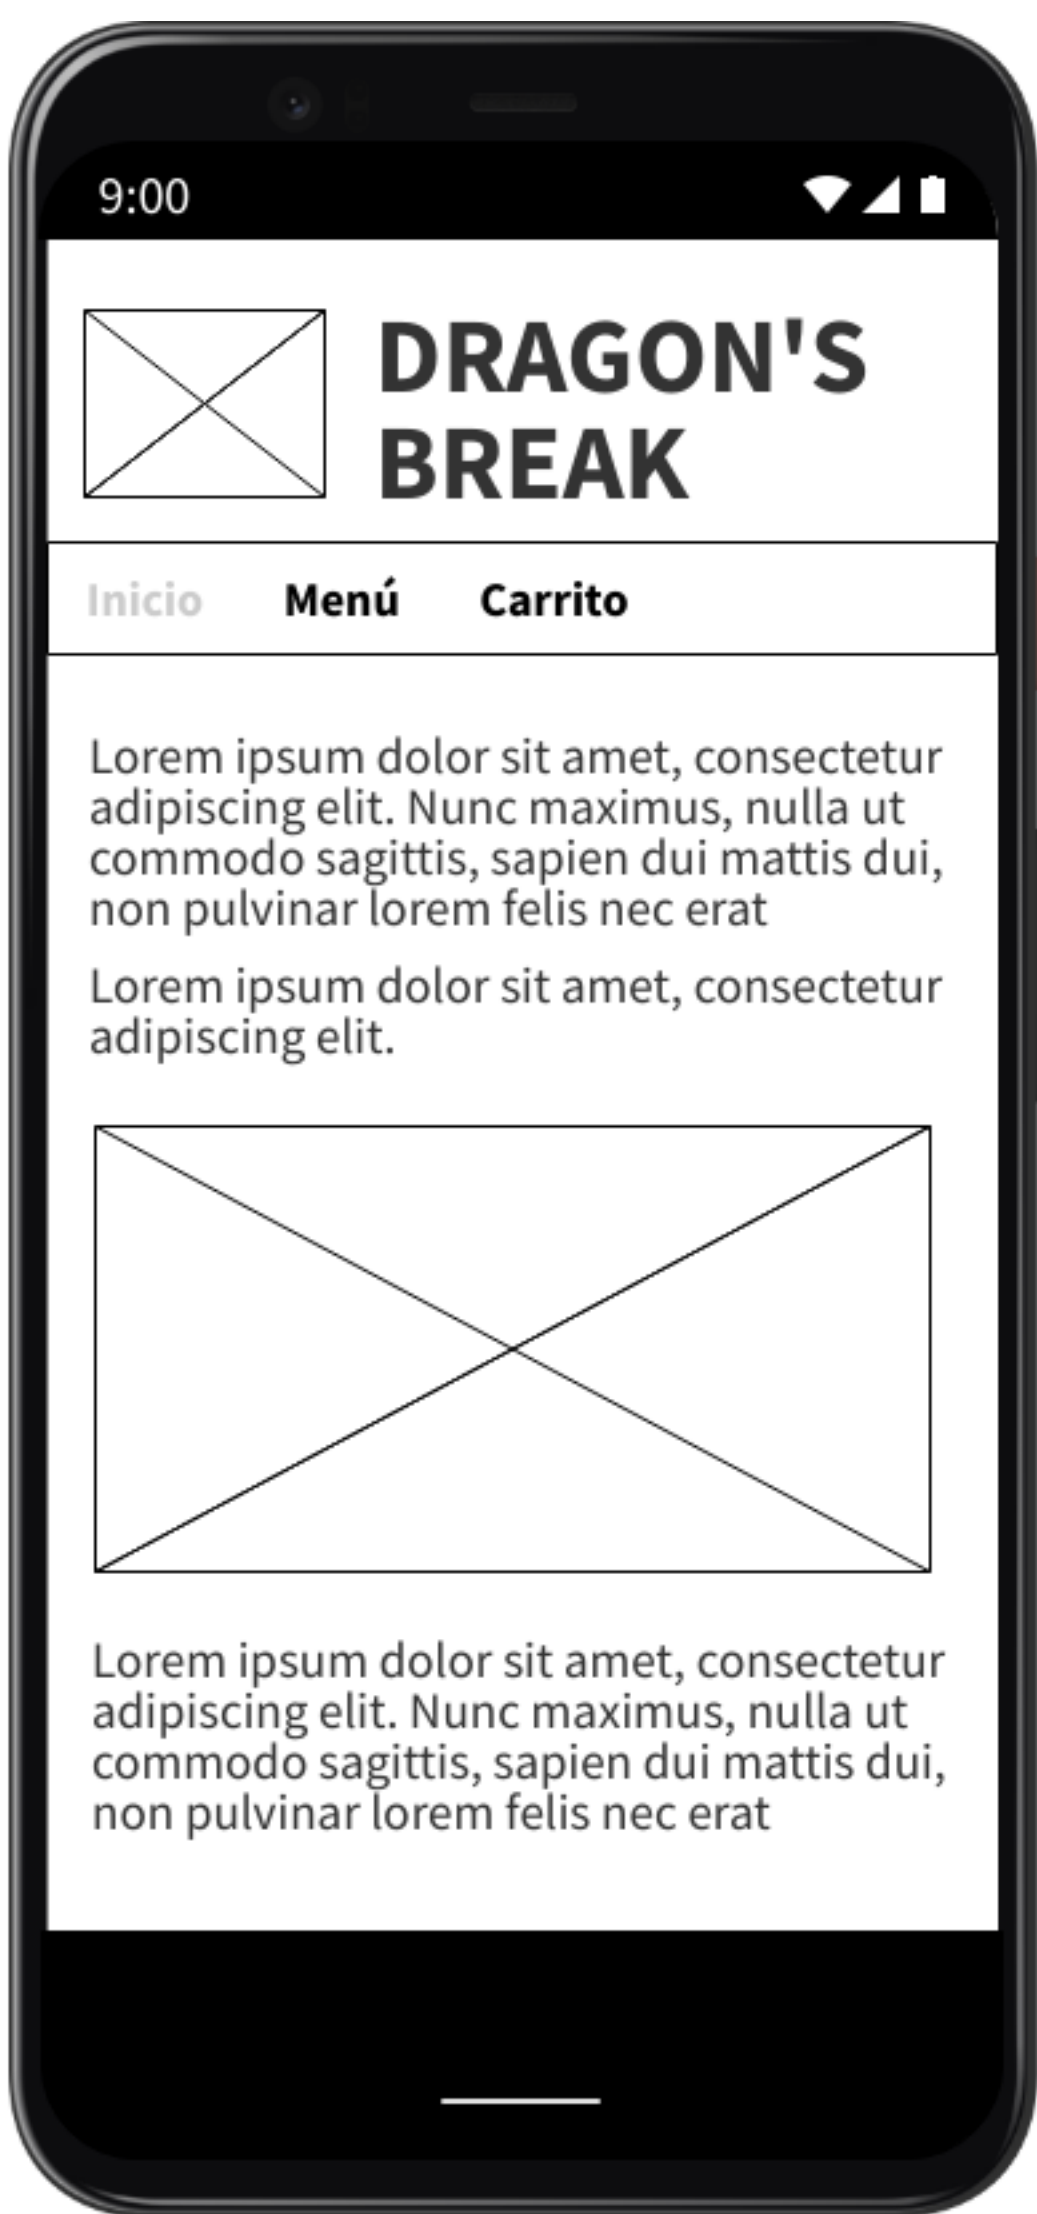 9:00
DRAGON'S
BREAK
Inicio Menú Carrito
Lorem ipsum dolor sit amet, consectetur
adipiscing elit. Nunc maximus, nulla ut
commodo sagittis, sapien dui mattis dui,
non pulvinar lorem felis nec erat
Lorem ipsum dolor sit amet, consectetur
adipiscing elit.
Lorem ipsum dolor sit amet, consectetur
adipiscing elit. Nunc maximus, nulla ut
commodo sagittis, sapien dui mattis dui,
non pulvinar lorem felis nec erat